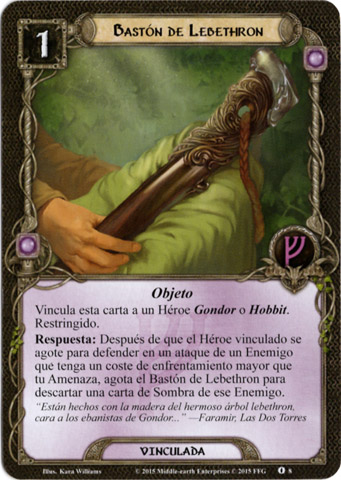 1
BASTÓN DE LEBETHRON
Objeto
Vincula esta carta a un Héroe Gondor o Hobbit.
Restringido.
Respuesta: Después de que el Héroe vinculado se
agote para defender en un ataque de un Enemigo
que tenga un coste de enfrentamiento mayor que
tu Amenaza, agota el Bastón de Lebethron para
descartar una carta de Sombra de ese Enemigo.
"Están hechos con la madera del hermoso árbol lebethron,
cara a los ebanistas de Gondor..." —Faramir, Las Dos Torres
VINCULADA
Illus. Kara Williams © 2015 Middle-earth Enterprises © 2015 FFG 8